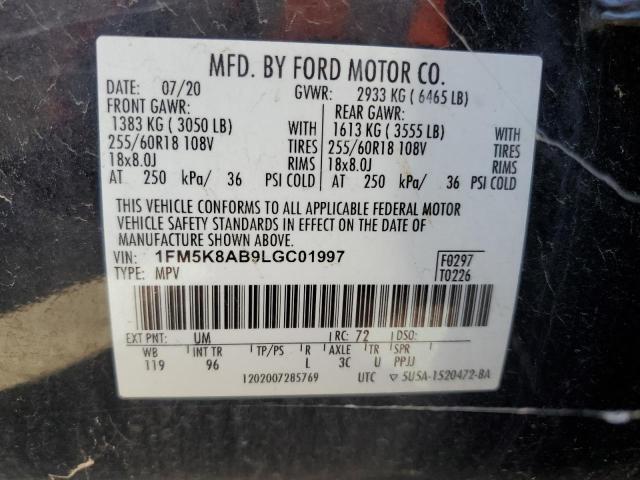 MFD. BY FORD MOTOR CO.
DATE: 07/20 GVWR: 2933 KG ( 6465 LB)
FRONT GAWR: REAR GAWR:
1383 KG ( 3050 LB) WITH 1613 KG ( 3555 LB) WITH
255/60R18 108V TIRES 255/60R18 108V TIRES
18x8.0J RIMS 18x8.0J RIMS
AT 250 kPa/ 36 PSI COLD AT 250 kPa/ 36 PSI COLD
THIS VEHICLE CONFORMS TO ALL APPLICABLE FEDERAL MOTOR
VEHICLE SAFETY STANDARDS IN EFFECT ON THE DATE OF
MANUFACTURE SHOWN ABOVE.
VIN: 1FM5K8AB9LGC01997 F0297
TYPE: MPV T0226
EXT PNT: UM RC: 72 DSO:
WB INT TR TP/PS R AXLE TR SPR
119 96 L 3C U PPJJ
1202007285769 UTC ▽ 5U5A-1520472-BA